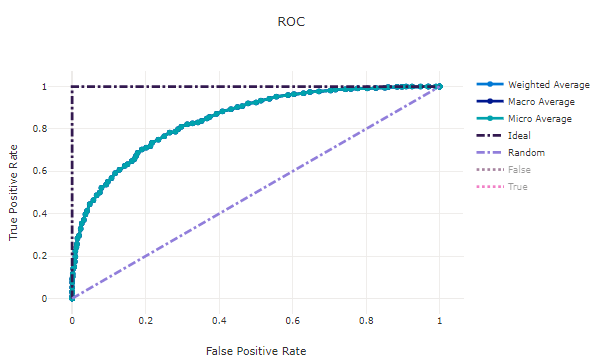 ROC
True Positive Rate
1
0.8
0.6
0.4
0.2
0
0
0.2
0.4
0.6
0.8
1
False Positive Rate
Weighted Average
Macro Average
Micro Average
Ideal
Random
False
True